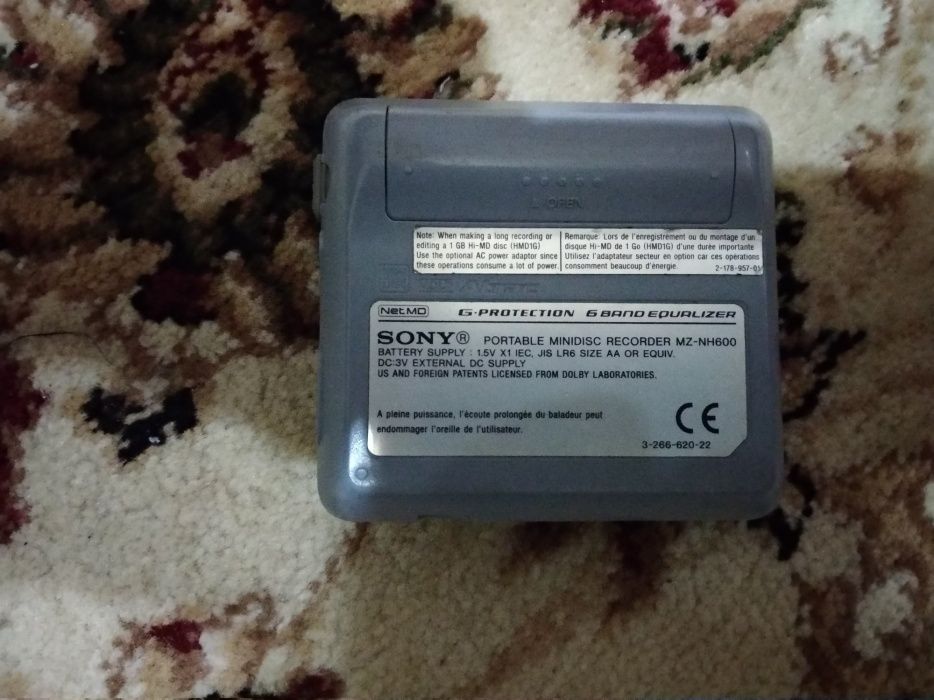 OPEN
Note: When making a long recording or
editing a 1 GB Hi-MD disc (HMD1G)
Use the optional AC power adaptor since
these operations consume a lot of power.
Remarque: Lors de l'enregistrement ou du montage d'un
disque Hi-MD de 1 Go (HMD1G) d'une durée importante
Utilisez l'adaptateur secteur en option car ces opérations
consomment beaucoup d'énergie. 2-178-957-01
NetMD G-PROTECTION 6 BAND EQUALIZER
SONY® PORTABLE MINIDISC RECORDER MZ-NH600
BATTERY SUPPLY : 1.5V X1 IEC, JIS LR6 SIZE AA OR EQUIV.
DC:3V EXTERNAL DC SUPPLY
US AND FOREIGN PATENTS LICENSED FROM DOLBY LABORATORIES.
A pleine puissance, l'écoute prolongée du baladeur peut
endommager l'oreille de l'utilisateur.
CE
3-266-620-22